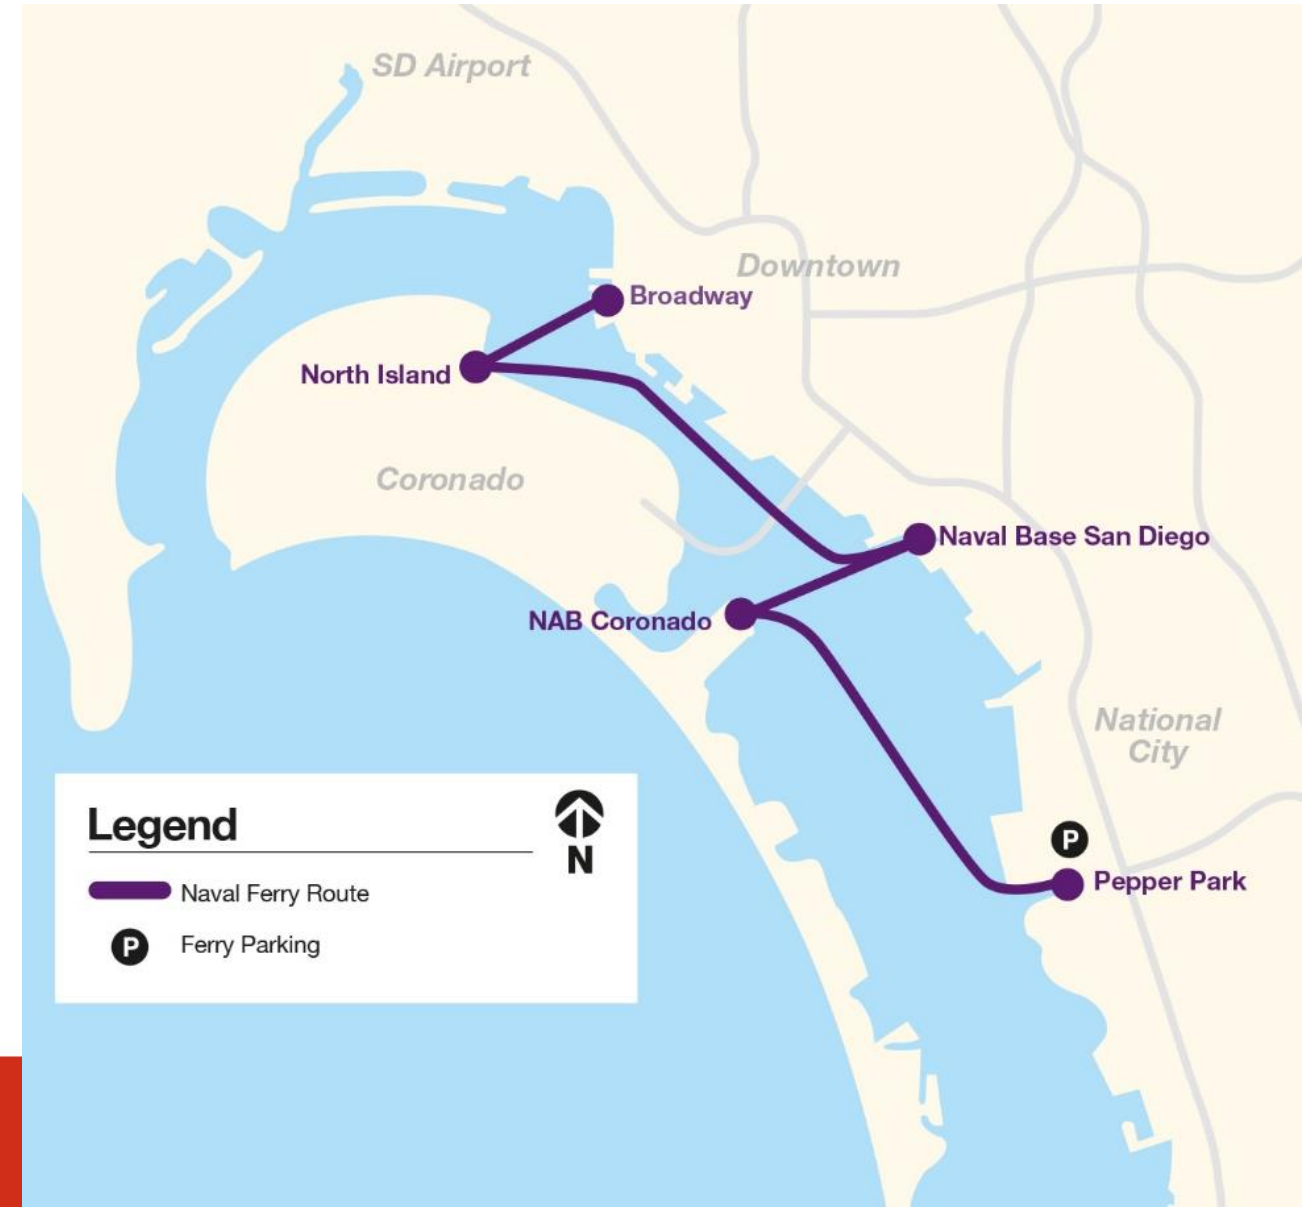 SD Airport
Downtown
Broadway
North Island
Coronado
Naval Base San Diego
NAB Coronado
National
City
P
Pepper Park
Legend
N
Naval Ferry Route
P
Ferry Parking